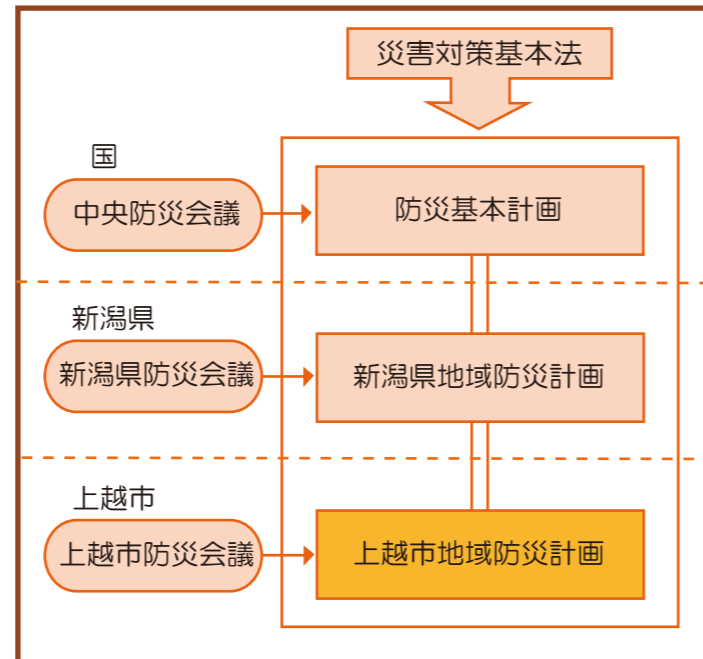 災害対策基本法
国
中央防災会議
防災基本計画
新潟県
新潟県防災会議
新潟県地域防災計画
上越市
上越市防災会議
上越市地域防災計画